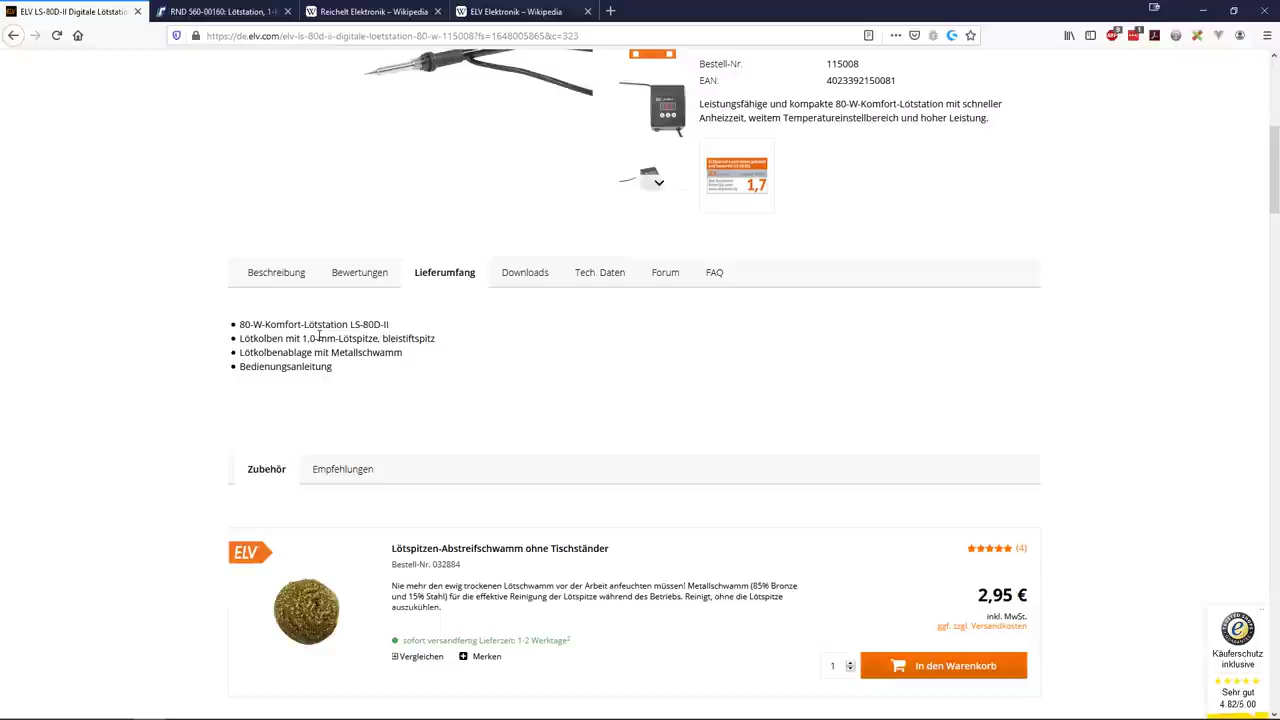 ELV LS-80D-II Digitale Lötstatio
RND 560-00160: Lötstation, 1-
Reichelt Elektronik – Wikipedia
ELV Elektronik – Wikipedia
https://de.elv.com/elv-ls-80d-ii-digitale-loetstation-80-w-115008?fs=1648005865&c=323
Bestell-Nr. 115008
EAN: 4023392150081
Leistungsfähige und kompakte 80-W-Komfort-Lötstation mit schneller
Anheizzeit, weitem Temperatureinstellbereich und hoher Leistung.
1,7
Beschreibung Bewertungen Lieferumfang Downloads Tech. Daten Forum FAQ
80-W-Komfort-Lötstation LS-80D-II
Lötkolben mit 1,0-mm-Lötspitze, bleistiftspitz
Lötkolbenablage mit Metallschwamm
Bedienungsanleitung
Zubehör Empfehlungen
ELV
Lötspitzen-Abstreifschwamm ohne Tischständer
(4)
Bestell-Nr. 032884
Nie mehr den ewig trockenen Lötschwamm vor der Arbeit anfeuchten müssen! Metallschwamm (85% Bronze
und 15% Stahl) für die effektive Reinigung der Lötspitze während des Betriebs. Reinigt, ohne die Lötspitze
auszukühlen.
2,95 €
inkl. MwSt.
ggf. zzgl. Versandkosten
sofort versandfertig Lieferzeit: 1-2 Werktage²
Vergleichen Merken
1
In den Warenkorb
Käuferschutz
inklusive
Sehr gut
4.82/5.00